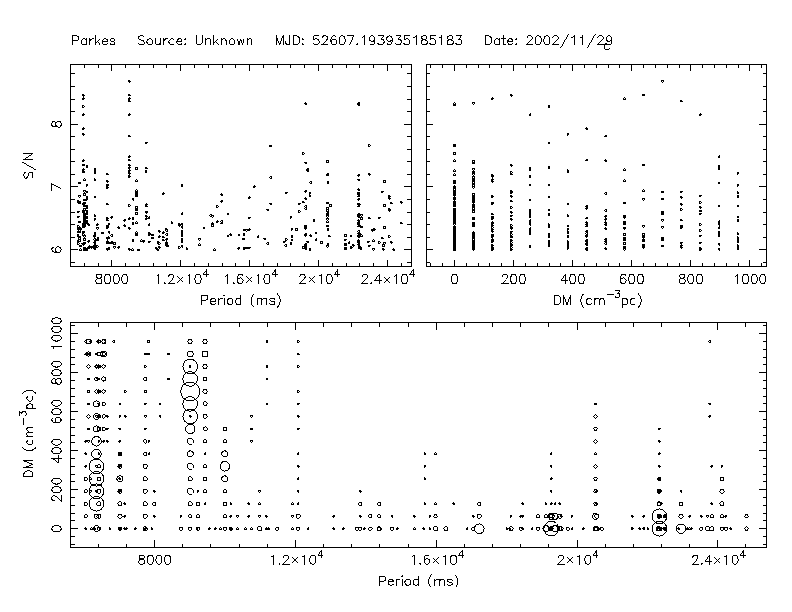 Parkes Source: Unknown MJD: 52607.193935185183 Date: 2002/11/29
c
8
7
6
S/N
8000 1.2×10⁴ 1.6×10⁴ 2×10⁴ 2.4×10⁴
Period (ms)
0 200 400 600 800 1000
DM (cm⁻³pc)
1000
800
600
400
200
0
DM (cm⁻³pc)
8000 1.2×10⁴ 1.6×10⁴ 2×10⁴ 2.4×10⁴
Period (ms)